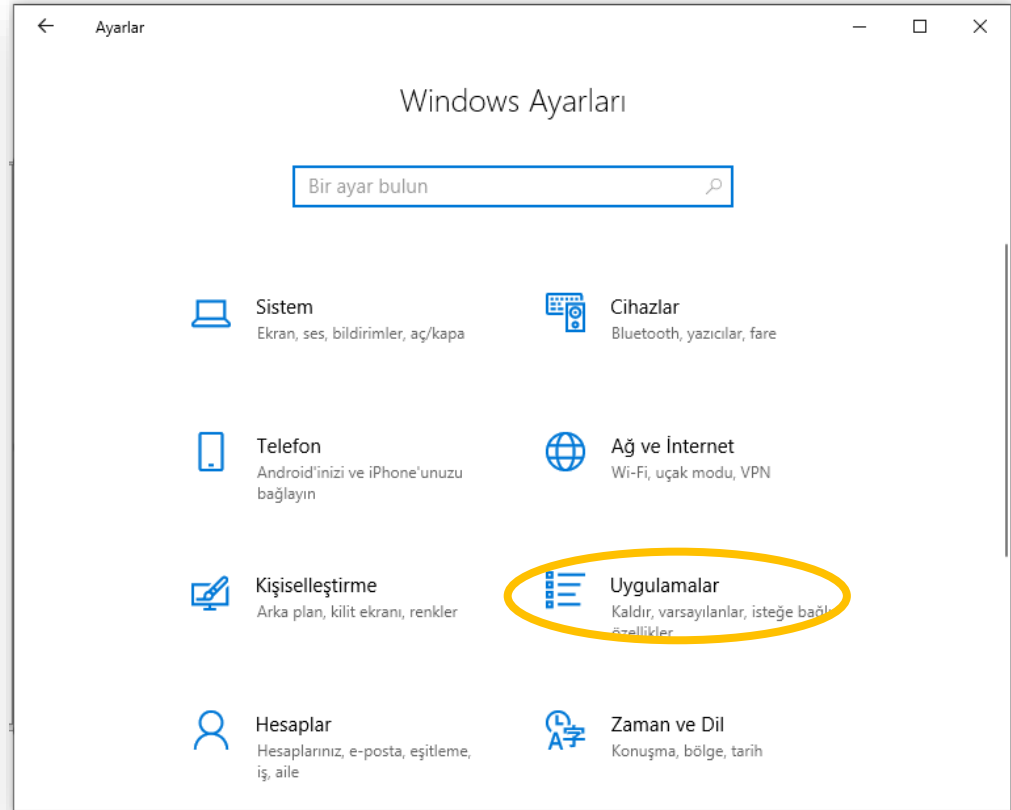 Ayarlar
Windows Ayarları
Bir ayar bulun
Sistem
Ekran, ses, bildirimler, aç/kapa
Cihazlar
Bluetooth, yazıcılar, fare
Telefon
Android'inizi ve iPhone'unuzu
bağlayın
Ağ ve İnternet
Wi-Fi, uçak modu, VPN
Kişiselleştirme
Arka plan, kilit ekranı, renkler
Uygulamalar
Kaldır, varsayılanlar, isteğe bağlı
özellikler
Hesaplar
Hesaplarınız, e-posta, eşitleme,
iş, aile
Zaman ve Dil
Konuşma, bölge, tarih